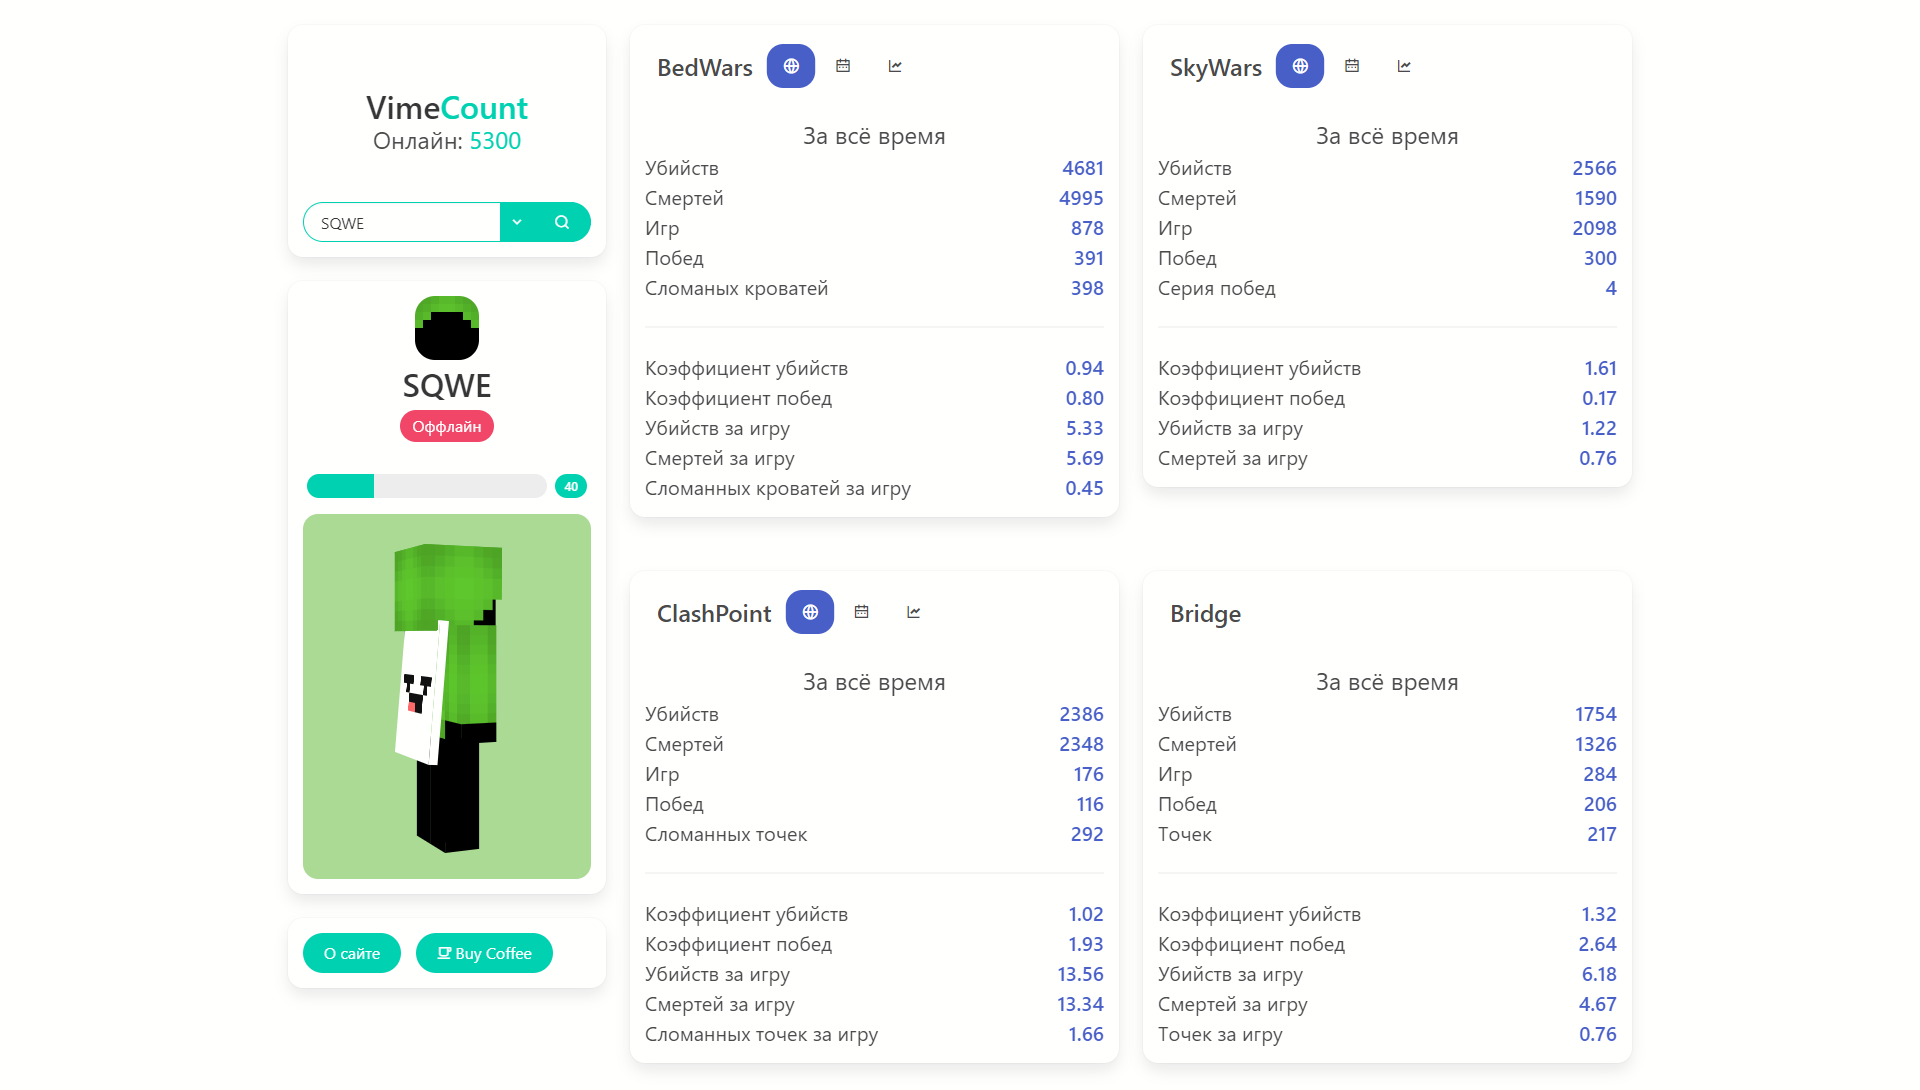 VimeCount
Онлайн: 5300
SQWE
SQWE
Оффлайн
40
О сайте
Buy Coffee
BedWars
За всё время
Убийств 4681
Смертей 4995
Игр 878
Побед 391
Сломаных кроватей 398
Коэффициент убийств 0.94
Коэффициент побед 0.80
Убийств за игру 5.33
Смертей за игру 5.69
Сломанных кроватей за игру 0.45
SkyWars
За всё время
Убийств 2566
Смертей 1590
Игр 2098
Побед 300
Серия побед 4
Коэффициент убийств 1.61
Коэффициент побед 0.17
Убийств за игру 1.22
Смертей за игру 0.76
ClashPoint
За всё время
Убийств 2386
Смертей 2348
Игр 176
Побед 116
Сломанных точек 292
Коэффициент убийств 1.02
Коэффициент побед 1.93
Убийств за игру 13.56
Смертей за игру 13.34
Сломанных точек за игру 1.66
Bridge
За всё время
Убийств 1754
Смертей 1326
Игр 284
Побед 206
Точек 217
Коэффициент убийств 1.32
Коэффициент побед 2.64
Убийств за игру 6.18
Смертей за игру 4.67
Точек за игру 0.76